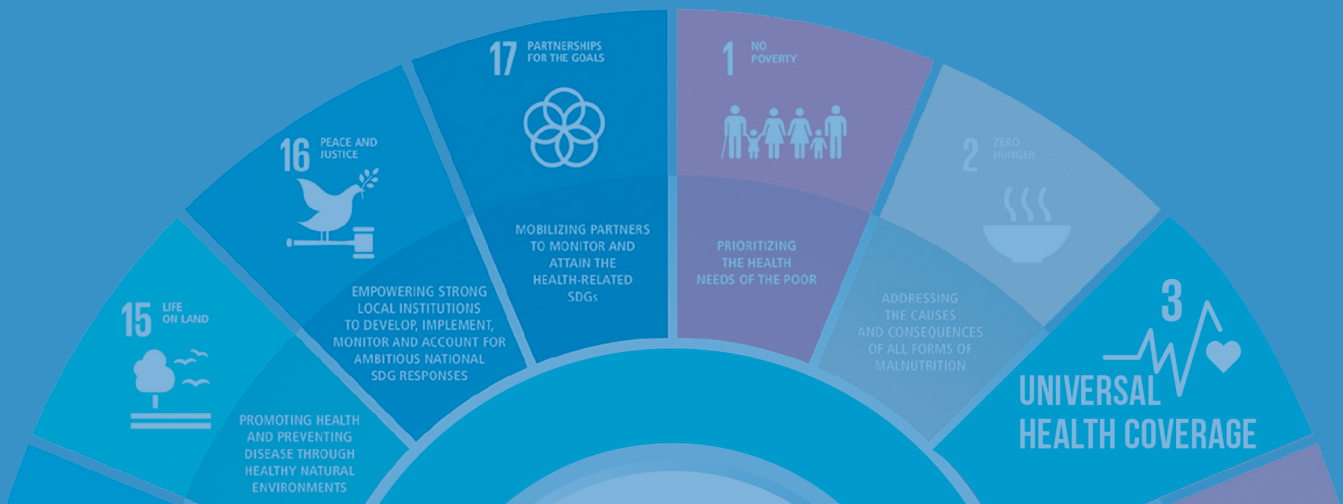 17
PARTNERSHIPS
FOR THE GOALS
MOBILIZING PARTNERS
TO MONITOR AND
ATTAIN THE
HEALTH-RELATED
SDGs
1
NO
POVERTY
PRIORITIZING
THE HEALTH
NEEDS OF THE POOR
2
ZERO
HUNGER
ADDRESSING
THE CAUSES
AND CONSEQUENCES
OF ALL FORMS OF
MALNUTRITION
3
UNIVERSAL
HEALTH COVERAGE
16
PEACE AND
JUSTICE
EMPOWERING STRONG
LOCAL INSTITUTIONS
TO DEVELOP, IMPLEMENT,
MONITOR AND ACCOUNT FOR
AMBITIOUS NATIONAL
SDG RESPONSES
15
LIFE
ON LAND
PROMOTING HEALTH
AND PREVENTING
DISEASE THROUGH
HEALTHY NATURAL
ENVIRONMENTS